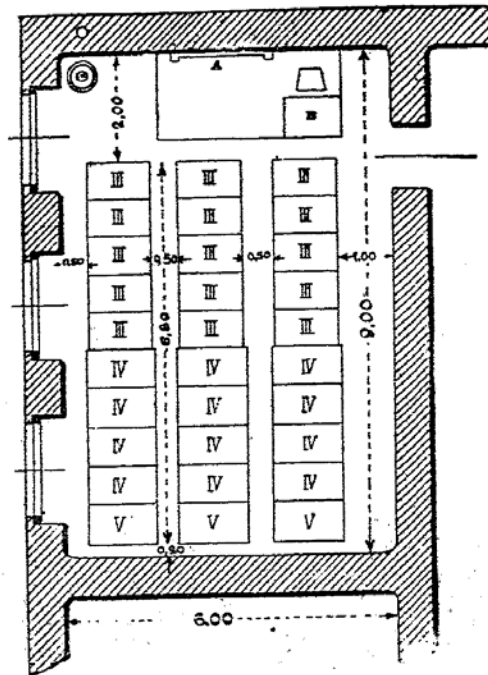 A
2,00
B
III III III
III III III
0.50 III 0,50 III 0,50 III 1,00
III III III
6,80 9,00
III III III
IV IV IV
IV IV IV
IV IV IV
IV IV IV
V V V
0.20
6.00